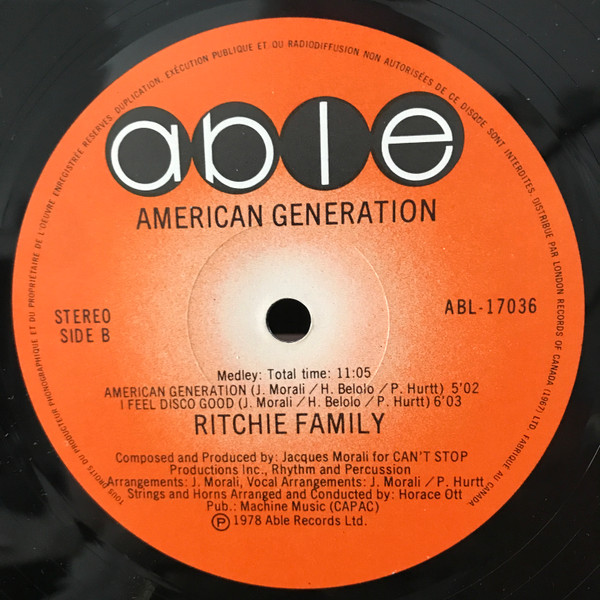 TOUS DROITS DU PRODUCTEUR PHONOGRAPHIQUE ET DU PROPRIETAIRE DE L'OEUVRE ENREGISTRÉE RÉSERVÉS. DUPLICATION, EXÉCUTION PUBLIQUE ET. OU RADIODIFFUSION NON AUTORISÉES DE CE DISQUE SONT INTERDITES. DISTRIBUE PAR LONDON RECORDS OF CANADA (1967) LTD. FABRIQUE AU CANADA.
able
AMERICAN GENERATION
STEREO
SIDE B
ABL-17036
Medley: Total time: 11:05
AMERICAN GENERATION (J. Morali / H. Belolo / P. Hurtt) 5'02
I FEEL DISCO GOOD (J. Morali / H. Belolo / P. Hurtt) 6'03
RITCHIE FAMILY
Composed and Produced by: Jacques Morali for CAN'T STOP
Productions Inc., Rhythm and Percussion
Arrangements: J. Morali, Vocal Arrangements: J. Morali / P. Hurtt
Strings and Horns Arranged and Conducted by: Horace Ott
Pub.: Machine Music (CAPAC)
Ⓟ 1978 Able Records Ltd.